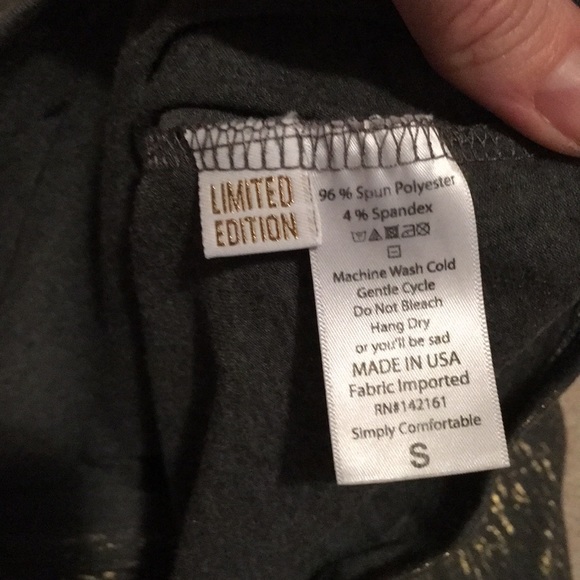 LIMITED
EDITION
96 % Spun Polyester
4 % Spandex
Machine Wash Cold
Gentle Cycle
Do Not Bleach
Hang Dry
or you'll be sad
MADE IN USA
Fabric Imported
RN#142161
Simply Comfortable
S